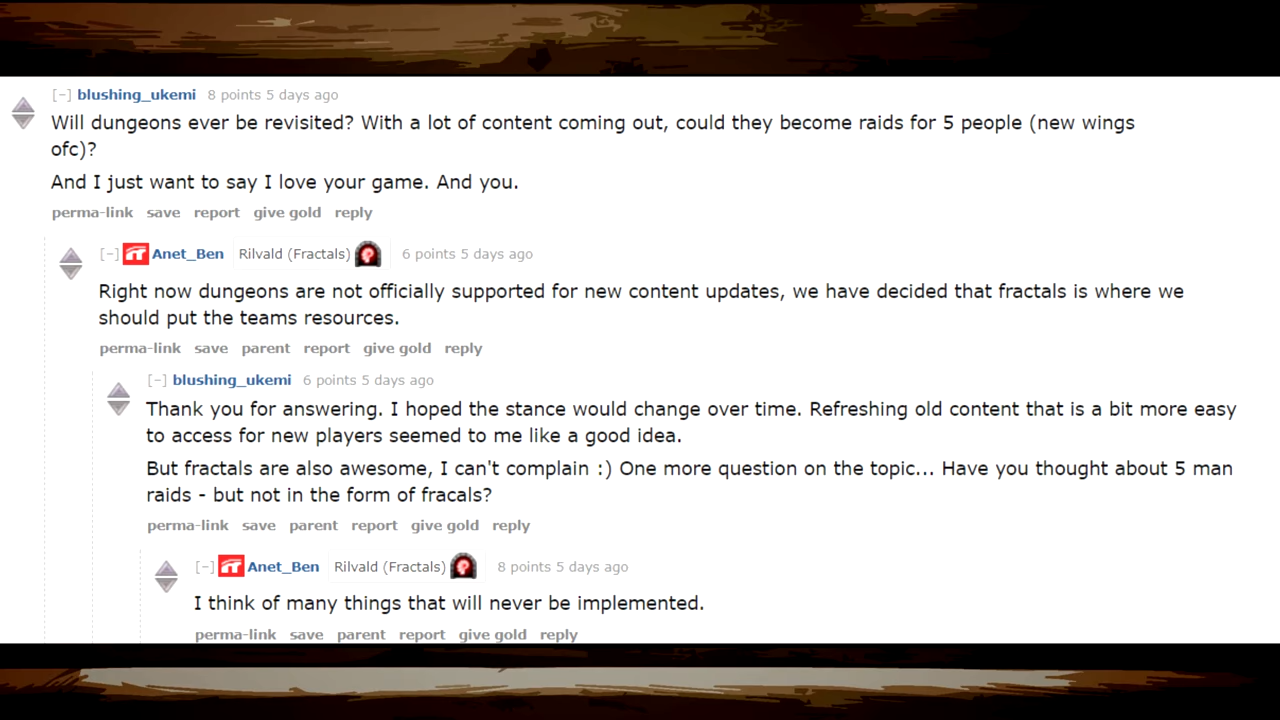 [-] blushing_ukemi 8 points 5 days ago
Will dungeons ever be revisited? With a lot of content coming out, could they become raids for 5 people (new wings
ofc)?
And I just want to say I love your game. And you.
perma-link save report give gold reply
[-] Anet_Ben Rilvald (Fractals) 6 points 5 days ago
Right now dungeons are not officially supported for new content updates, we have decided that fractals is where we
should put the teams resources.
perma-link save parent report give gold reply
[-] blushing_ukemi 6 points 5 days ago
Thank you for answering. I hoped the stance would change over time. Refreshing old content that is a bit more easy
to access for new players seemed to me like a good idea.
But fractals are also awesome, I can't complain :) One more question on the topic... Have you thought about 5 man
raids - but not in the form of fracals?
perma-link save parent report give gold reply
[-] Anet_Ben Rilvald (Fractals) 8 points 5 days ago
I think of many things that will never be implemented.
perma-link save parent report give gold reply